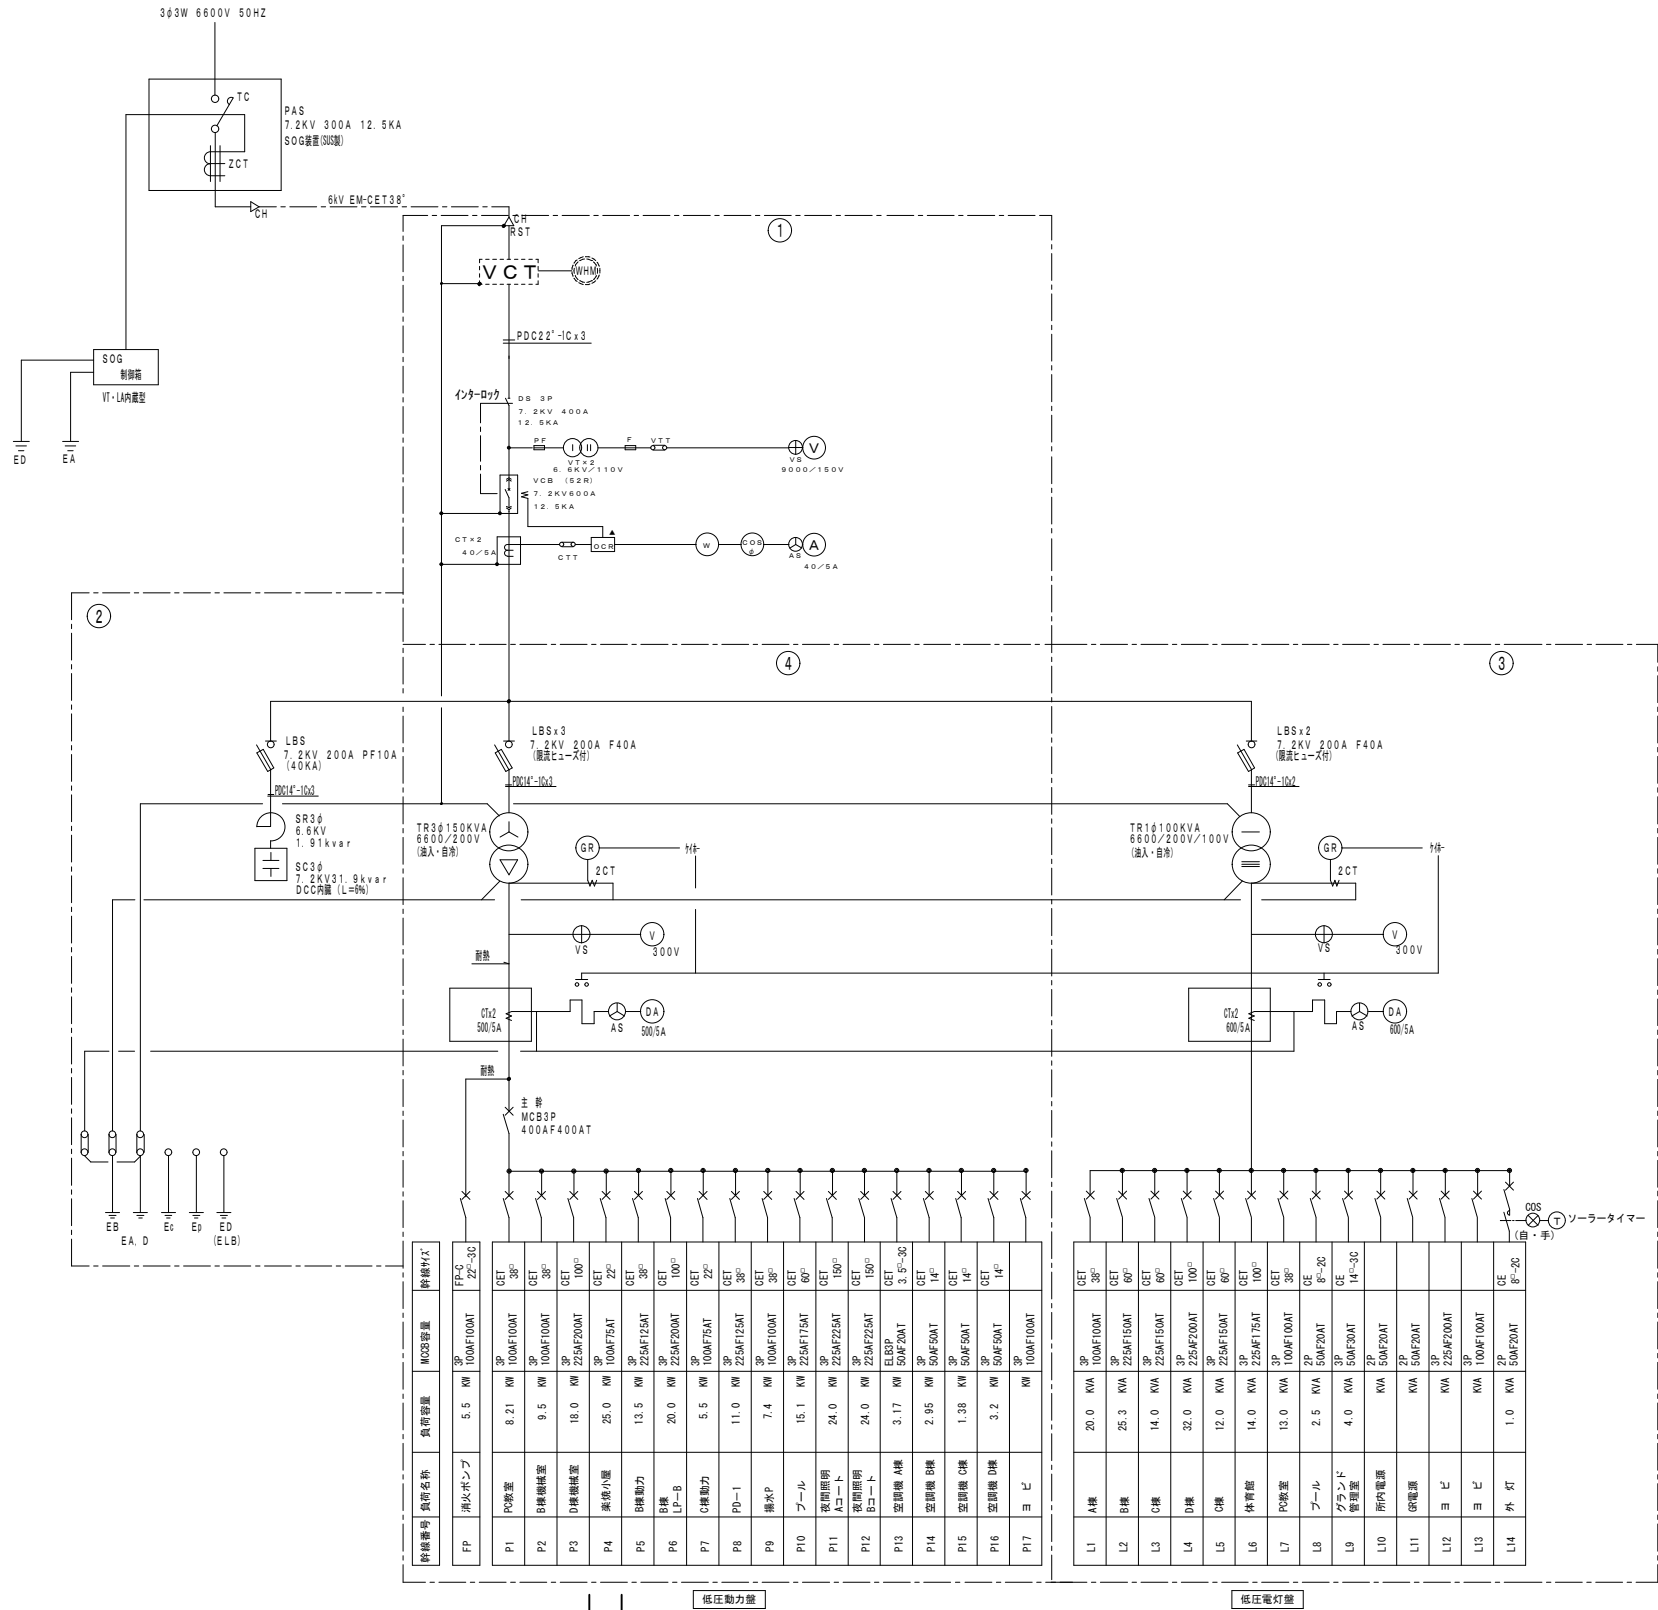 3φ3W 6600V 50HZ
TC
PAS
7.2KV 300A 12.5KA
SOG装置(SUS製)
ZCT
6kV EM-CET38°
CH
CH
RST
①
VCT
WHM
PDC22°-1Cx3
SOG
制御箱
VT・LA内蔵型
ED
EA
インターロック
DS 3P
7.2KV 400A
12.5KA
PF
I
II
F
VTT
V
VT×2
6.6KV/110V
VS
9000/150V
VCB (52R)
7.2KV600A
12.5KA
CT×2
40/5A
CTT
OCR
W
COS
φ
AS
A
40/5A
②
④
③
LBS
7.2KV 200A PF10A
(40KA)
PDC14°-1Cx3
LBSx3
7.2KV 200A F40A
(限流ヒューズ付)
PDC14°-1Cx3
LBSx2
7.2KV 200A F40A
(限流ヒューズ付)
PDC14°-1Cx2
SR3φ
6.6KV
1.91kvar
SC3φ
7.2KV31.9kvar
DCC内臓 (L=6%)
TR3φ150KVA
6600/200V
(油入・自冷)
GR
ケイホー
2CT
TR1φ100KVA
6600/200V/100V
(油入・自冷)
GR
ケイホー
2CT
VS
V
300V
VS
V
300V
耐熱
CTx2
500/5A
AS
DA
500/5A
CTx2
600/5A
AS
DA
600/5A
耐熱
主 幹
MCB3P
400AF400AT
EB
EA, D
Ec
Ep
ED
(ELB)
COS
T
ソーラータイマー
(自・手)
幹線番号 負荷名称 負荷容量 MCCB容量 幹線サイズ
FP 消火ポンプ 5.5 KW 3P 100AF100AT FP-C 22□-3C
P1 PC教室 8.21 KW 3P 100AF100AT CET 38□
P2 B棟機械室 9.5 KW 3P 100AF100AT CET 38□
P3 D棟機械室 18.0 KW 3P 225AF200AT CET 100□
P4 楽焼小屋 25.0 KW 3P 100AF75AT CET 22□
P5 B棟動力 13.5 KW 3P 225AF125AT CET 38□
P6 B棟 LP-B 20.0 KW 3P 225AF200AT CET 100□
P7 C棟動力 5.5 KW 3P 100AF75AT CET 22□
P8 PD-1 11.0 KW 3P 225AF125AT CET 38□
P9 揚水P 7.4 KW 3P 100AF100AT CET 38□
P10 プール 15.1 KW 3P 225AF175AT CET 60□
P11 夜間照明 Aコート 24.0 KW 3P 225AF225AT CET 150□
P12 夜間照明 Bコート 24.0 KW 3P 225AF225AT CET 150□
P13 空調機 A棟 3.17 KW ELB3P 50AF20AT CET 3.5□-3C
P14 空調機 B棟 2.95 KW 3P 50AF50AT CET 14□
P15 空調機 C棟 1.38 KW 3P 50AF50AT CET 14□
P16 空調機 D棟 3.2 KW 3P 50AF50AT CET 14□
P17 ヨ ビ KW 3P 100AF100AT
L1 A棟 20.0 KVA 3P 100AF100AT CET 38□
L2 B棟 25.3 KVA 3P 225AF150AT CET 60□
L3 C棟 14.0 KVA 3P 225AF150AT CET 60□
L4 D棟 32.0 KVA 3P 225AF200AT CET 100□
L5 C棟 12.0 KVA 3P 225AF150AT CET 60□
L6 体育館 14.0 KVA 3P 225AF175AT CET 100□
L7 PC教室 13.0 KVA 3P 100AF100AT CET 38□
L8 プール 2.5 KVA 2P 50AF20AT CE 8□-2C
L9 グランド 管理室 4.0 KVA 3P 50AF30AT CE 14□-3C
L10 所内電源 KVA 2P 50AF20AT
L11 GR電源 KVA 2P 50AF20AT
L12 ヨ ビ KVA 3P 225AF200AT
L13 ヨ ビ KVA 3P 100AF100AT
L14 外 灯 1.0 KVA 2P 50AF20AT CE 8□-2C
低圧動力盤
低圧電灯盤